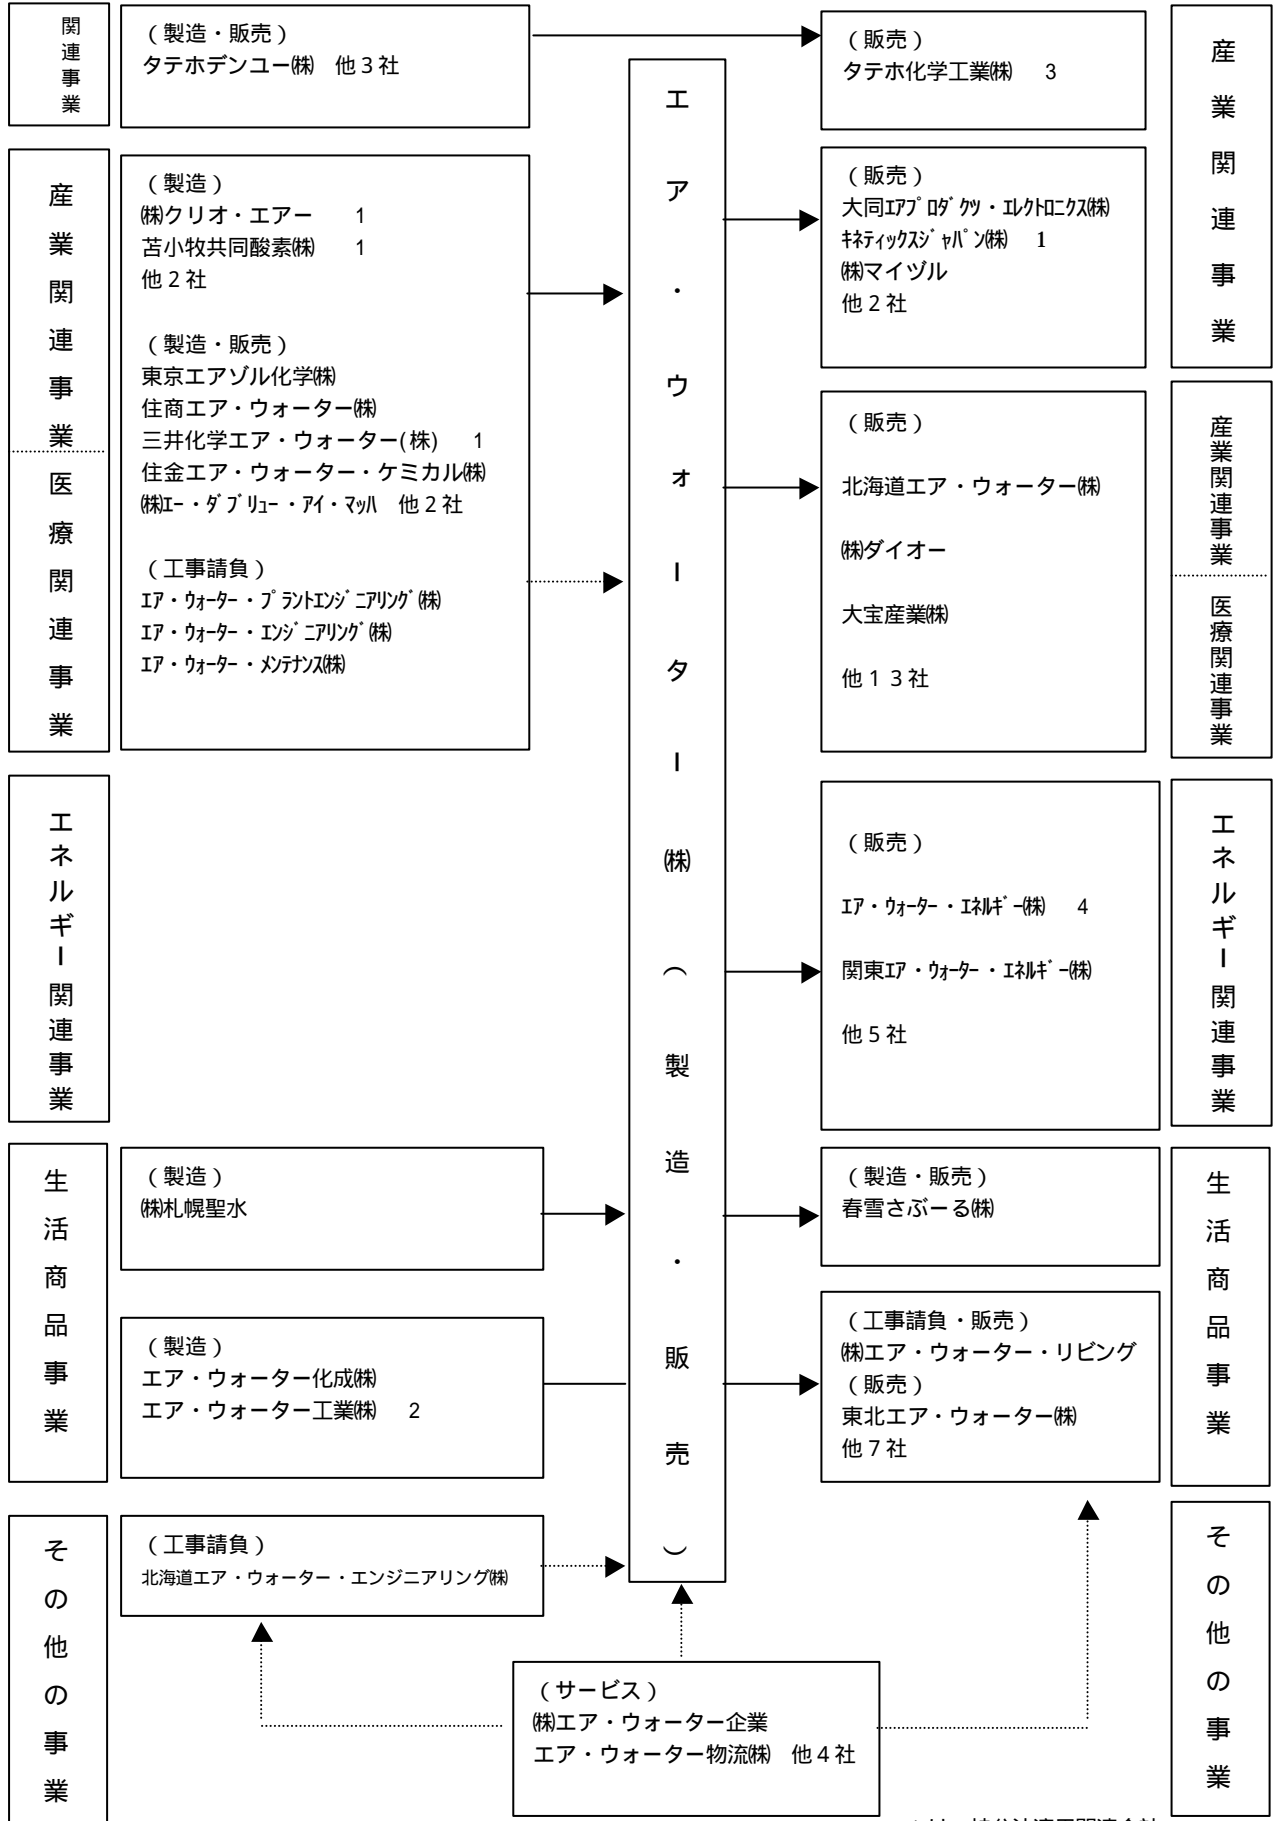 関連事業
（製造・販売）
タテホデンユー㈱　他３社
（販売）
タテホ化学工業㈱　3
産業関連事業
産業関連事業
医療関連事業
（製造）
㈱クリオ・エアー　1
苫小牧共同酸素㈱　1
他２社
（製造・販売）
東京エアゾル化学㈱
住商エア・ウォーター㈱
三井化学エア・ウォーター(株)　1
住金エア・ウォーター・ケミカル㈱
㈱ｴｰ・ﾀﾞﾌﾞﾘｭｰ・ｱｲ・ﾏｯﾊ　他２社
（工事請負）
ｴｱ・ｳｫｰﾀｰ・ﾌﾟﾗﾝﾄｴﾝｼﾞﾆｱﾘﾝｸﾞ㈱
ｴｱ・ｳｫｰﾀｰ・ｴﾝｼﾞﾆｱﾘﾝｸﾞ㈱
ｴｱ・ｳｫｰﾀｰ・ﾒﾝﾃﾅﾝｽ㈱
エア・ウォーター㈱（製造・販売）
（販売）
大同ｴｱﾌﾟﾛﾀﾞｸﾂ・ｴﾚｸﾄﾛﾆｸｽ㈱
ｷﾈﾃｨｯｸｽｼﾞｬﾊﾟﾝ㈱　1
㈱マイゾル
他２社
（販売）
北海道エア・ウォーター㈱
㈱ダイオー
大宝産業㈱
他１３社
産業関連事業
医療関連事業
エネルギー関連事業
（販売）
ｴｱ・ｳｫｰﾀｰ・ｴﾈﾙｷﾞｰ㈱　4
関東ｴｱ・ｳｫｰﾀｰ・ｴﾈﾙｷﾞｰ㈱
他５社
エネルギー関連事業
生活商品事業
（製造）
㈱札幌聖水
（製造・販売）
春雪さぶーる㈱
生活商品事業
（製造）
エア・ウォーター化成㈱
エア・ウォーター工業㈱　2
（工事請負・販売）
㈱エア・ウォーター・リビング
（販売）
東北エア・ウォーター㈱
他７社
その他の事業
（工事請負）
北海道エア・ウォーター・エンジニアリング㈱
その他の事業
（サービス）
㈱エア・ウォーター企業
エア・ウォーター物流㈱　他４社